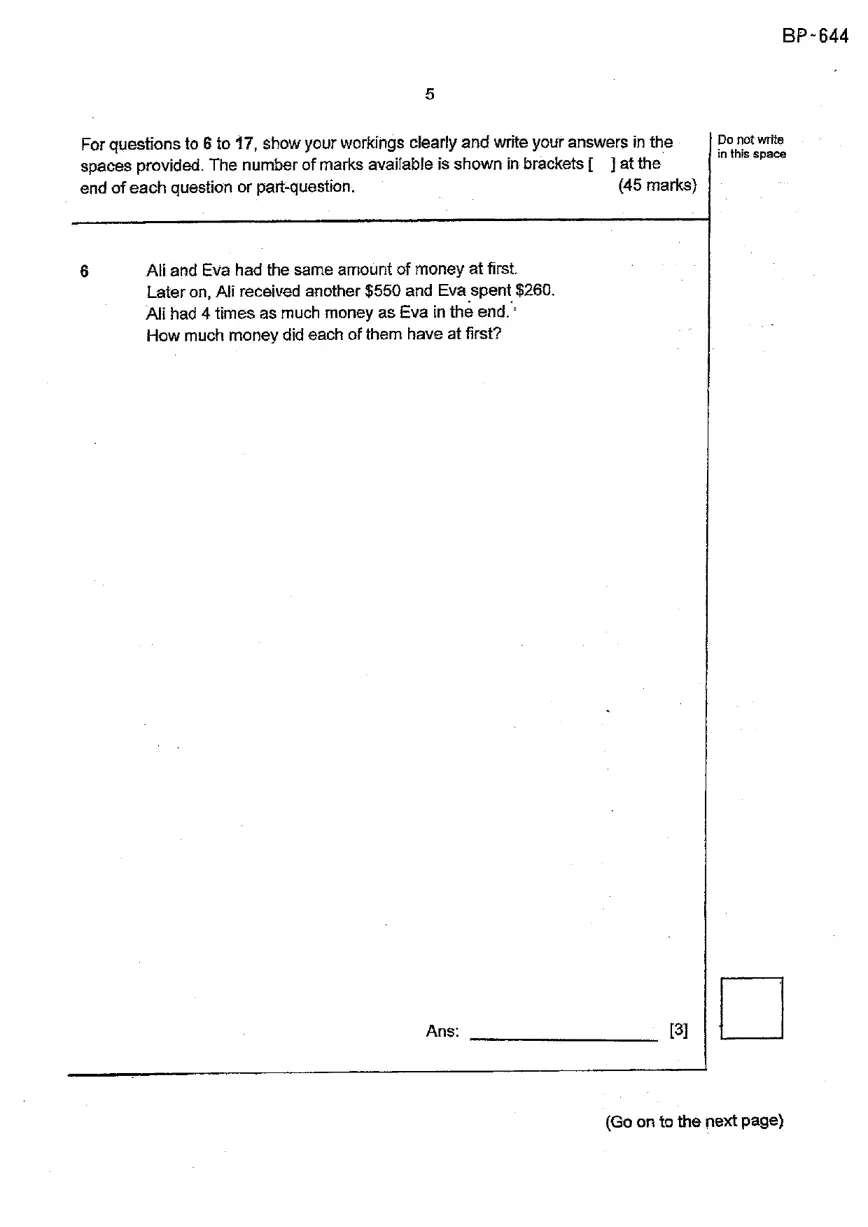 BP-644
5
For questions to 6 to 17, show your workings clearly and write your answers in the
spaces provided. The number of marks available is shown in brackets [ ] at the
end of each question or part-question. (45 marks)
Do not write
in this space
6 Ali and Eva had the same amount of money at first.
Later on, Ali received another $550 and Eva spent $260.
Ali had 4 times as much money as Eva in the end.
How much money did each of them have at first?
Ans: ____________________ [3]
(Go on to the next page)